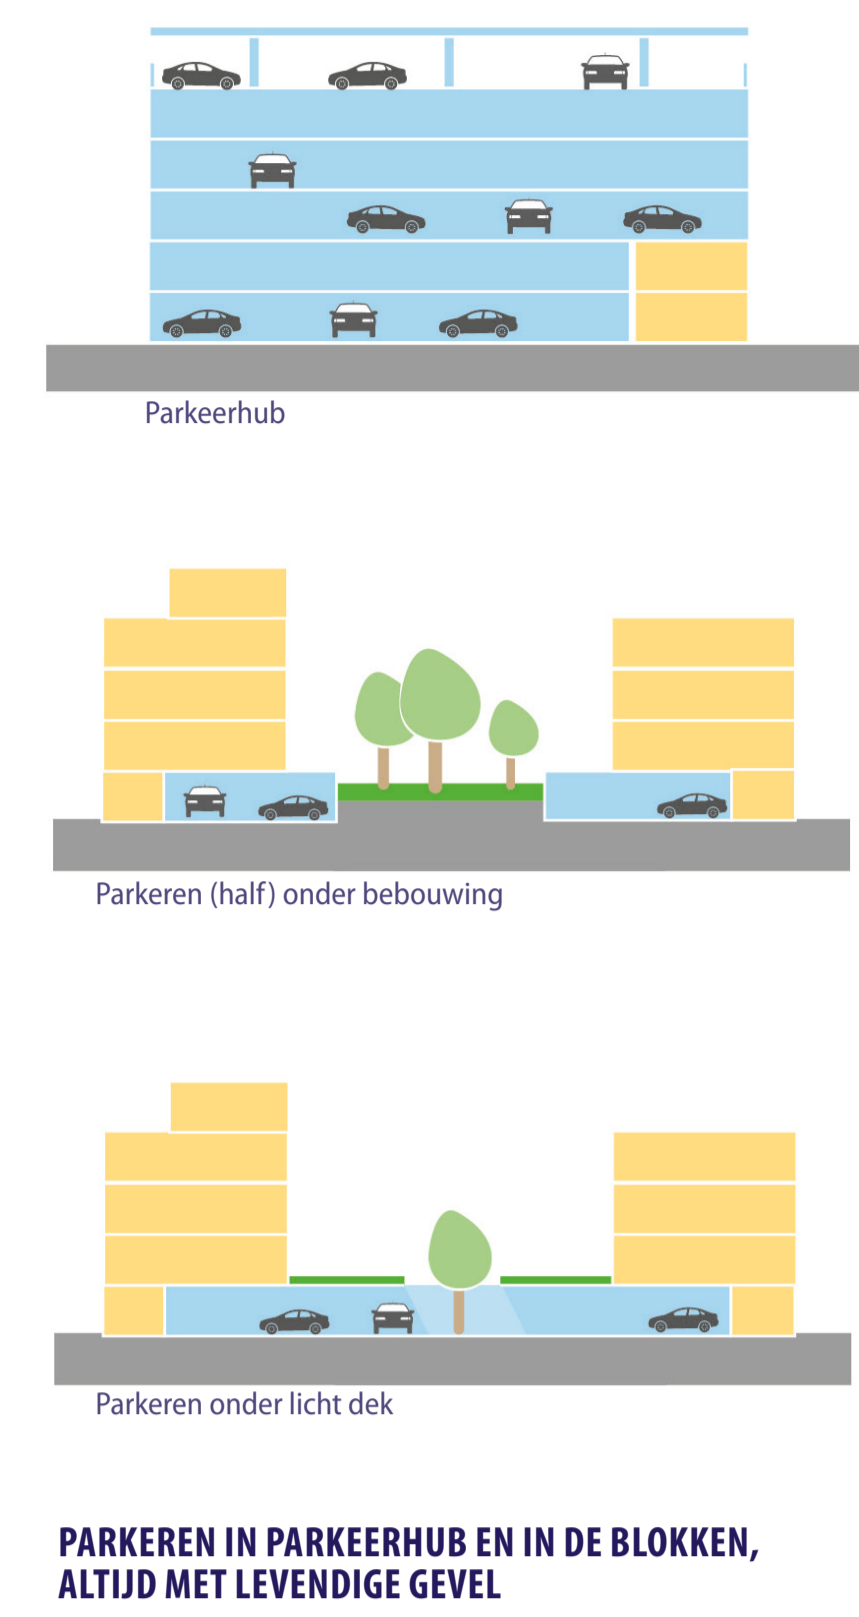 Parkeerhub
Parkeren (half) onder bebouwing
Parkeren onder licht dek
PARKEREN IN PARKEERHUB EN IN DE BLOKKEN,
ALTIJD MET LEVENDIGE GEVEL